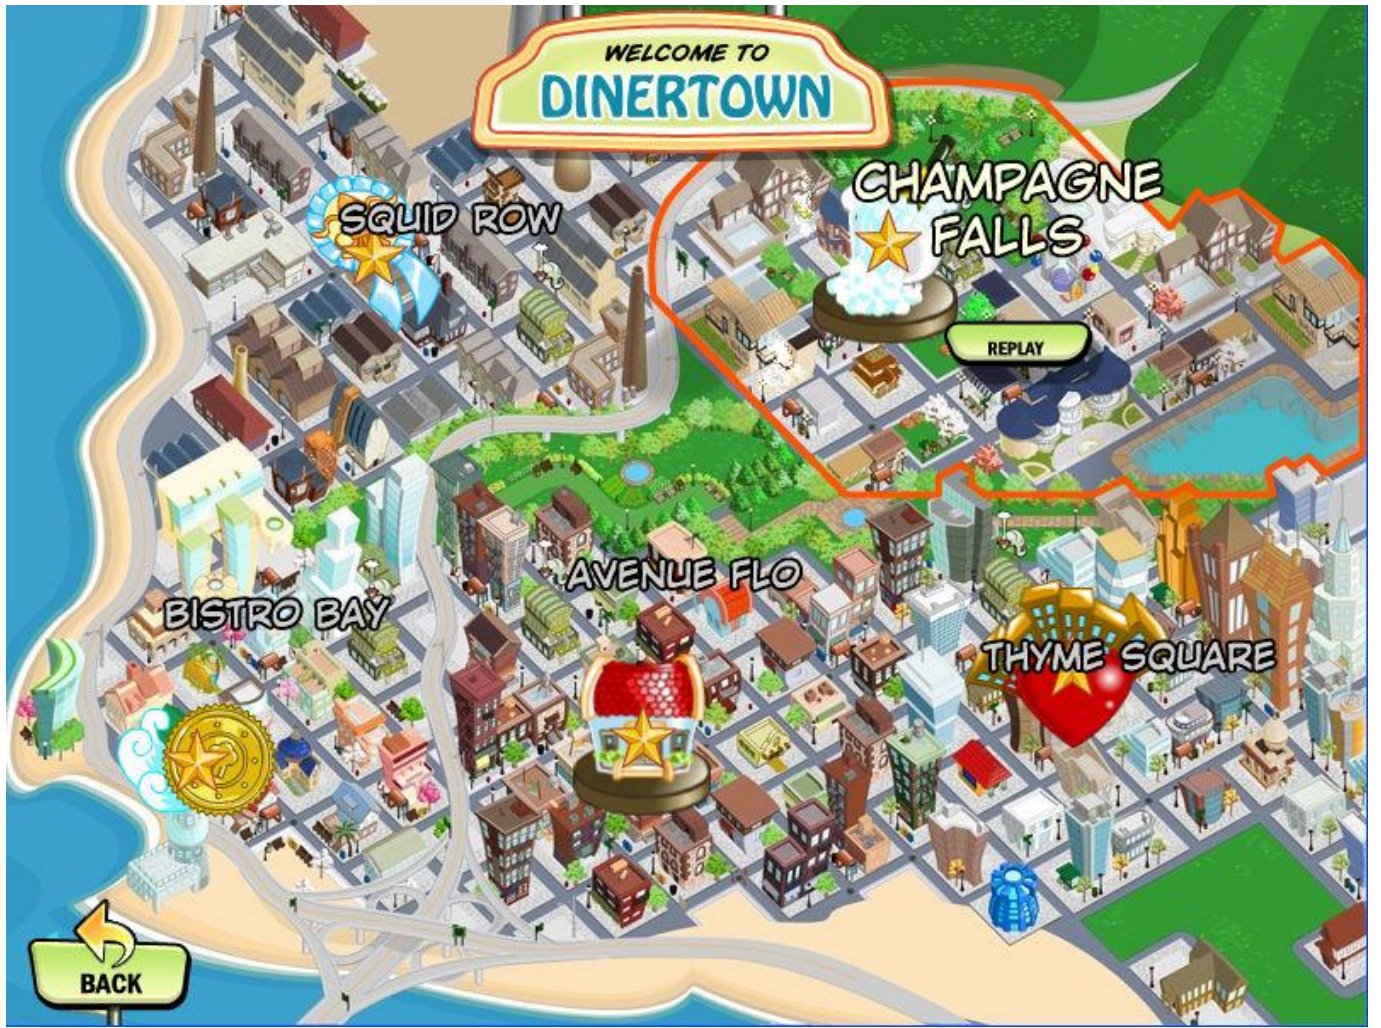 WELCOME TO
DINERTOWN
CHAMPAGNE
FALLS
SQUID ROW
REPLAY
AVENUE FLO
BISTRO BAY
THYME SQUARE
BACK